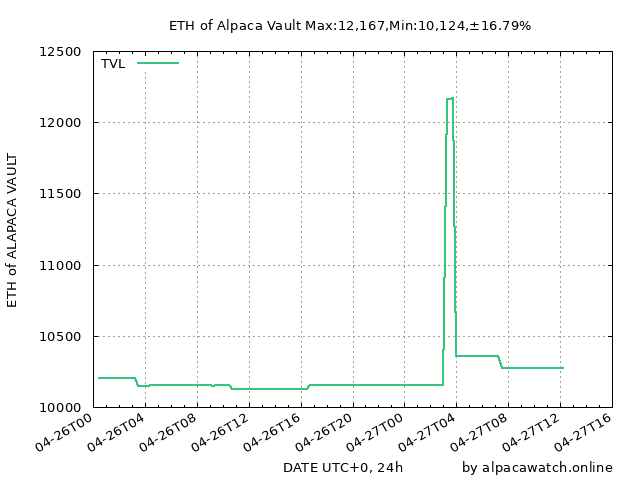 ETH of Alpaca Vault Max:12,167,Min:10,124,±16.79%
TVL
12500
12000
11500
11000
10500
10000
ETH of ALAPACA VAULT
04-26T00
04-26T04
04-26T08
04-26T12
04-26T16
04-26T20
04-27T00
04-27T04
04-27T08
04-27T12
04-27T16
DATE UTC+0, 24h
by alpacawatch.online